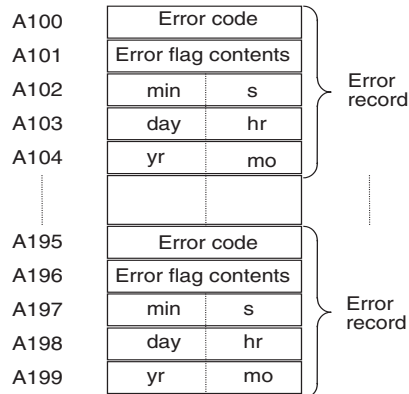 A100 Error code
A101 Error flag contents
A102 min s
A103 day hr
A104 yr mo
Error
record
A195 Error code
A196 Error flag contents
A197 min s
A198 day hr
A199 yr mo
Error
record